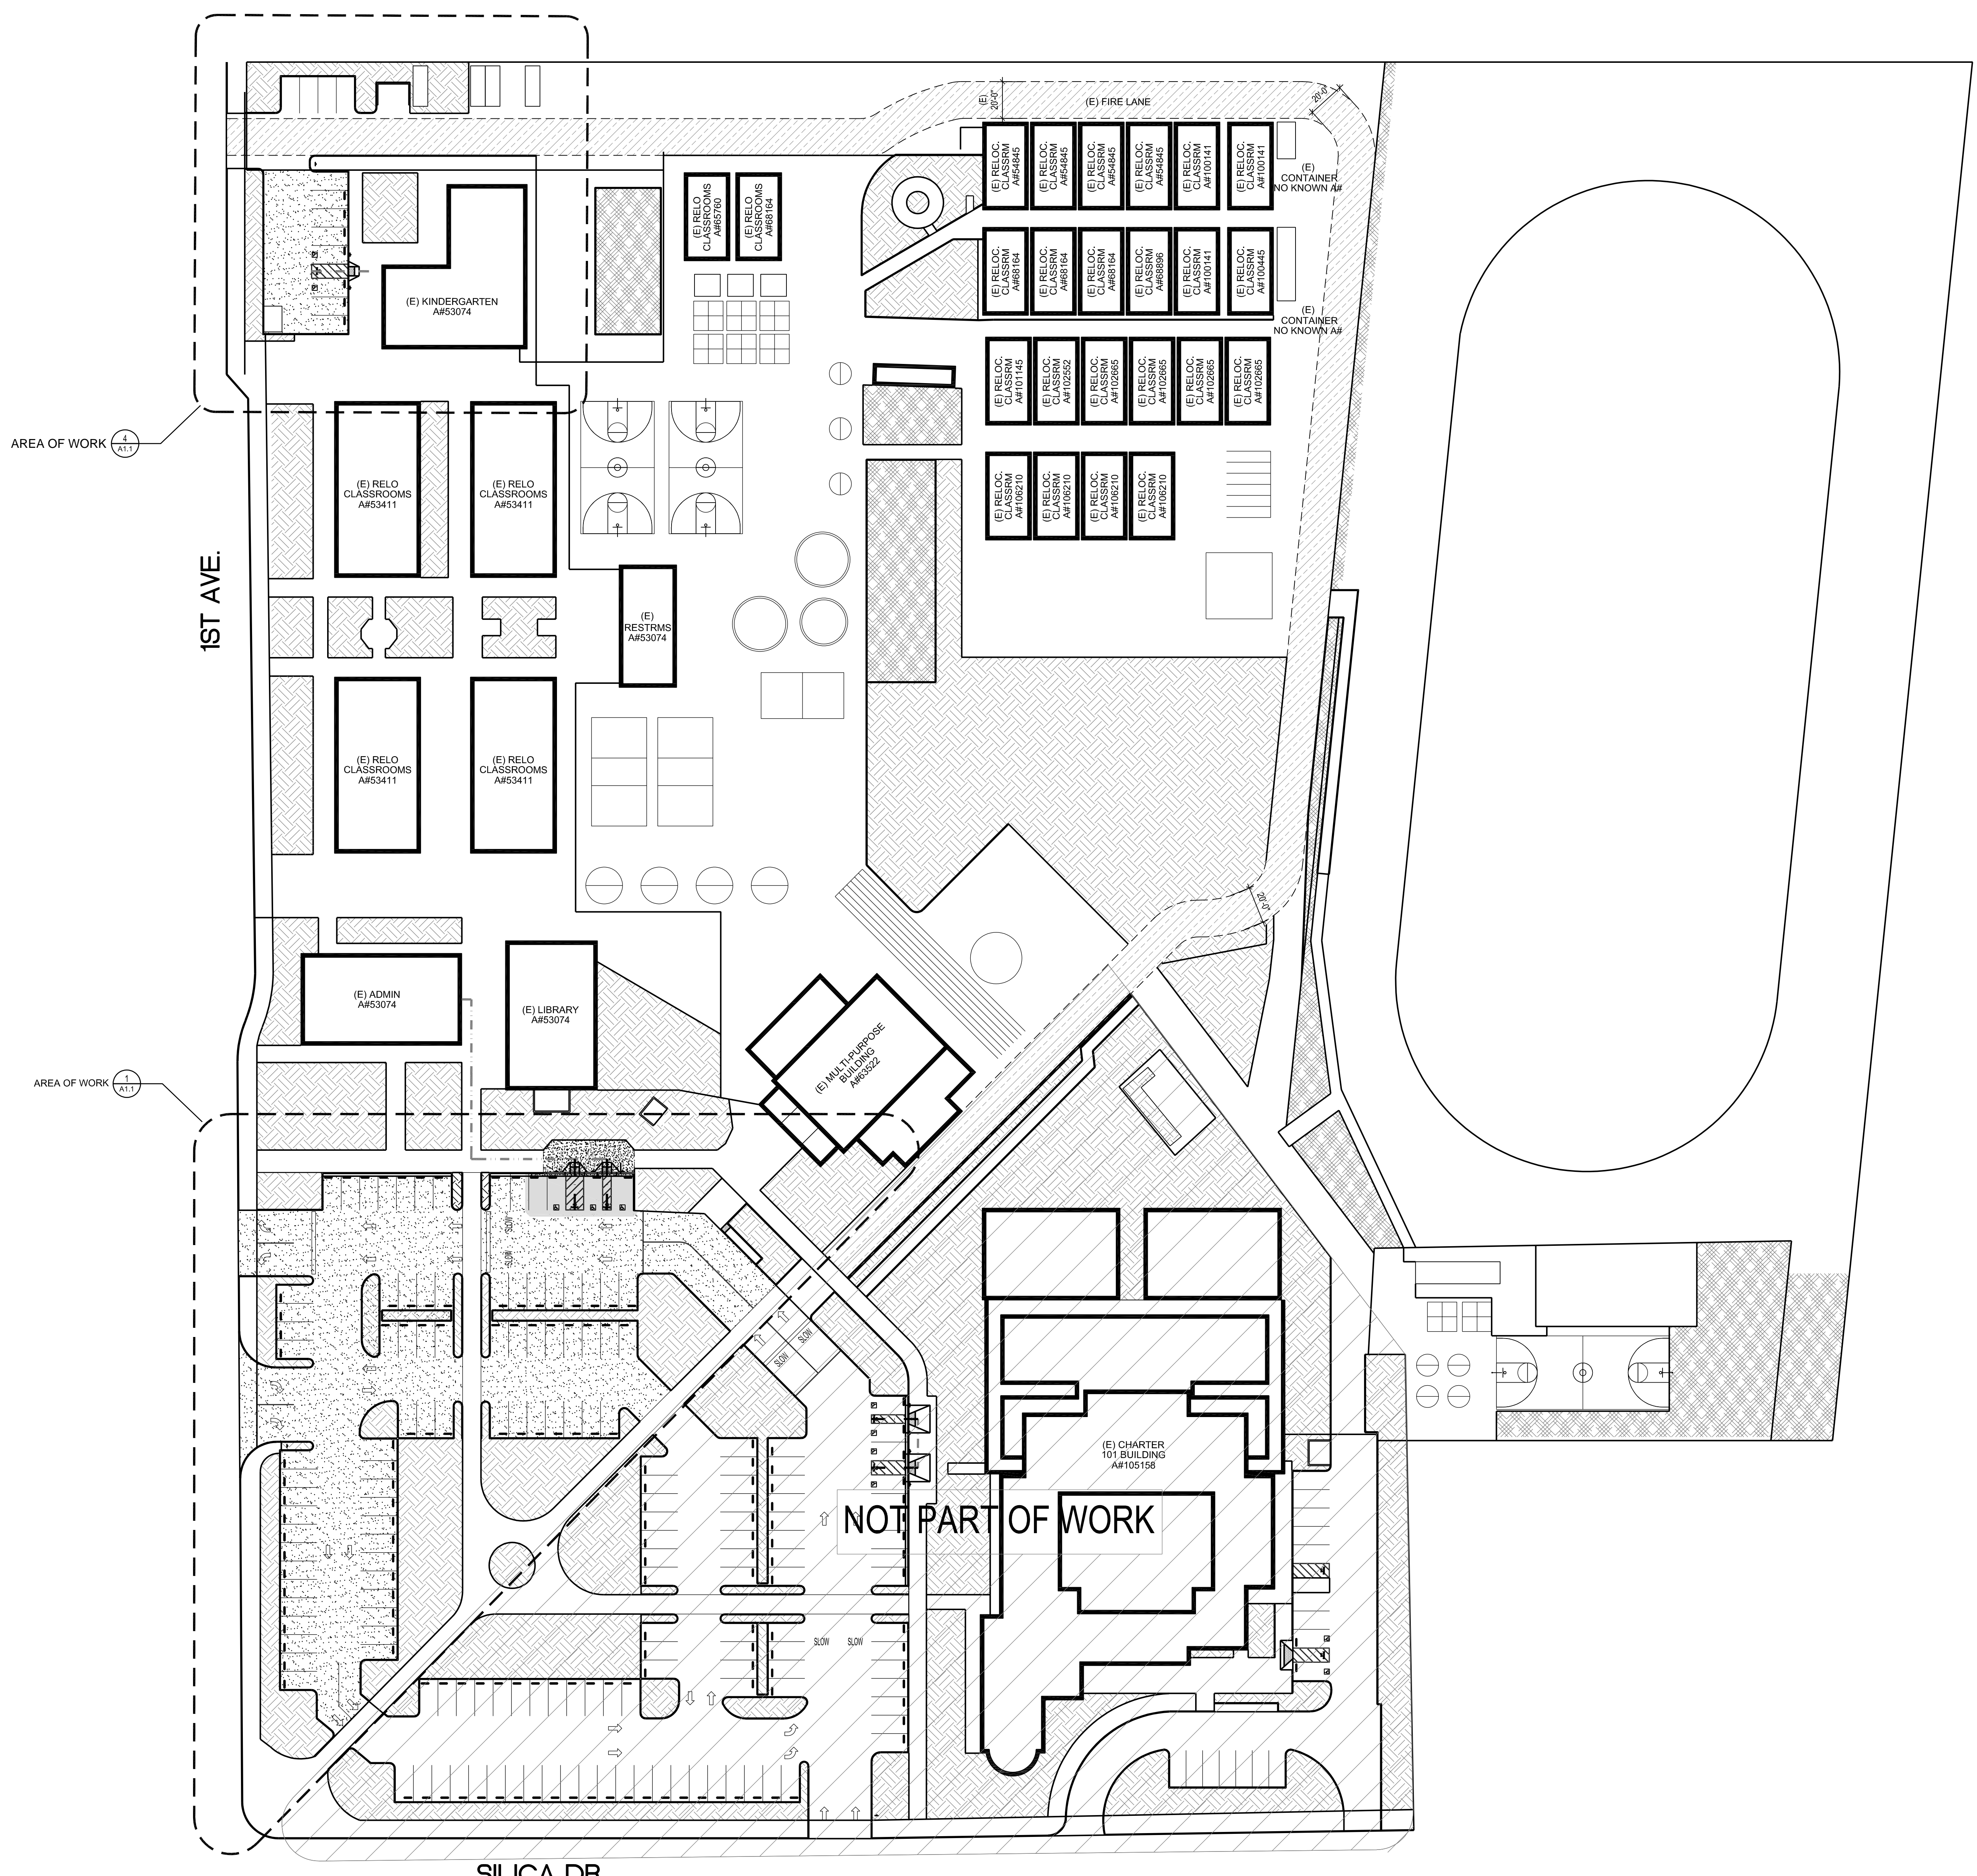 (E) FIRE LANE
(E)
20'-0"
20'-0"
(E) RELOC.
CLASSRM
A#54845
(E) RELOC.
CLASSRM
A#54845
(E) RELOC.
CLASSRM
A#54845
(E) RELOC.
CLASSRM
A#54845
(E) RELOC.
CLASSRM
A#100141
(E) RELOC.
CLASSRM
A#100141
(E)
CONTAINER
NO KNOWN A#
(E) RELO
CLASSROOMS
A#65760
(E) RELO
CLASSROOMS
A#68164
(E) RELOC.
CLASSRM
A#68164
(E) RELOC.
CLASSRM
A#68164
(E) RELOC.
CLASSRM
A#68164
(E) RELOC.
CLASSRM
A#68896
(E) RELOC.
CLASSRM
A#100141
(E) RELOC.
CLASSRM
A#100445
(E)
CONTAINER
NO KNOWN A#
(E) KINDERGARTEN
A#53074
(E) RELOC.
CLASSRM
A#101145
(E) RELOC.
CLASSRM
A#102552
(E) RELOC.
CLASSRM
A#102665
(E) RELOC.
CLASSRM
A#102665
(E) RELOC.
CLASSRM
A#102665
(E) RELOC.
CLASSRM
A#102665
AREA OF WORK
4
A1.1
(E) RELO
CLASSROOMS
A#53411
(E) RELO
CLASSROOMS
A#53411
(E) RELOC.
CLASSRM
A#106210
(E) RELOC.
CLASSRM
A#106210
(E) RELOC.
CLASSRM
A#106210
(E) RELOC.
CLASSRM
A#106210
1ST AVE.
(E)
RESTRMS
A#53074
(E) RELO
CLASSROOMS
A#53411
(E) RELO
CLASSROOMS
A#53411
20'-0"
(E) ADMIN
A#53074
(E) LIBRARY
A#53074
(E) MULTI-PURPOSE
BUILDING
A#63522
AREA OF WORK
1
A1.1
SLOW
SLOW
SLOW
SLOW
(E) CHARTER
101 BUILDING
A#105158
NOT PART OF WORK
SLOW
SLOW
SILICA DR